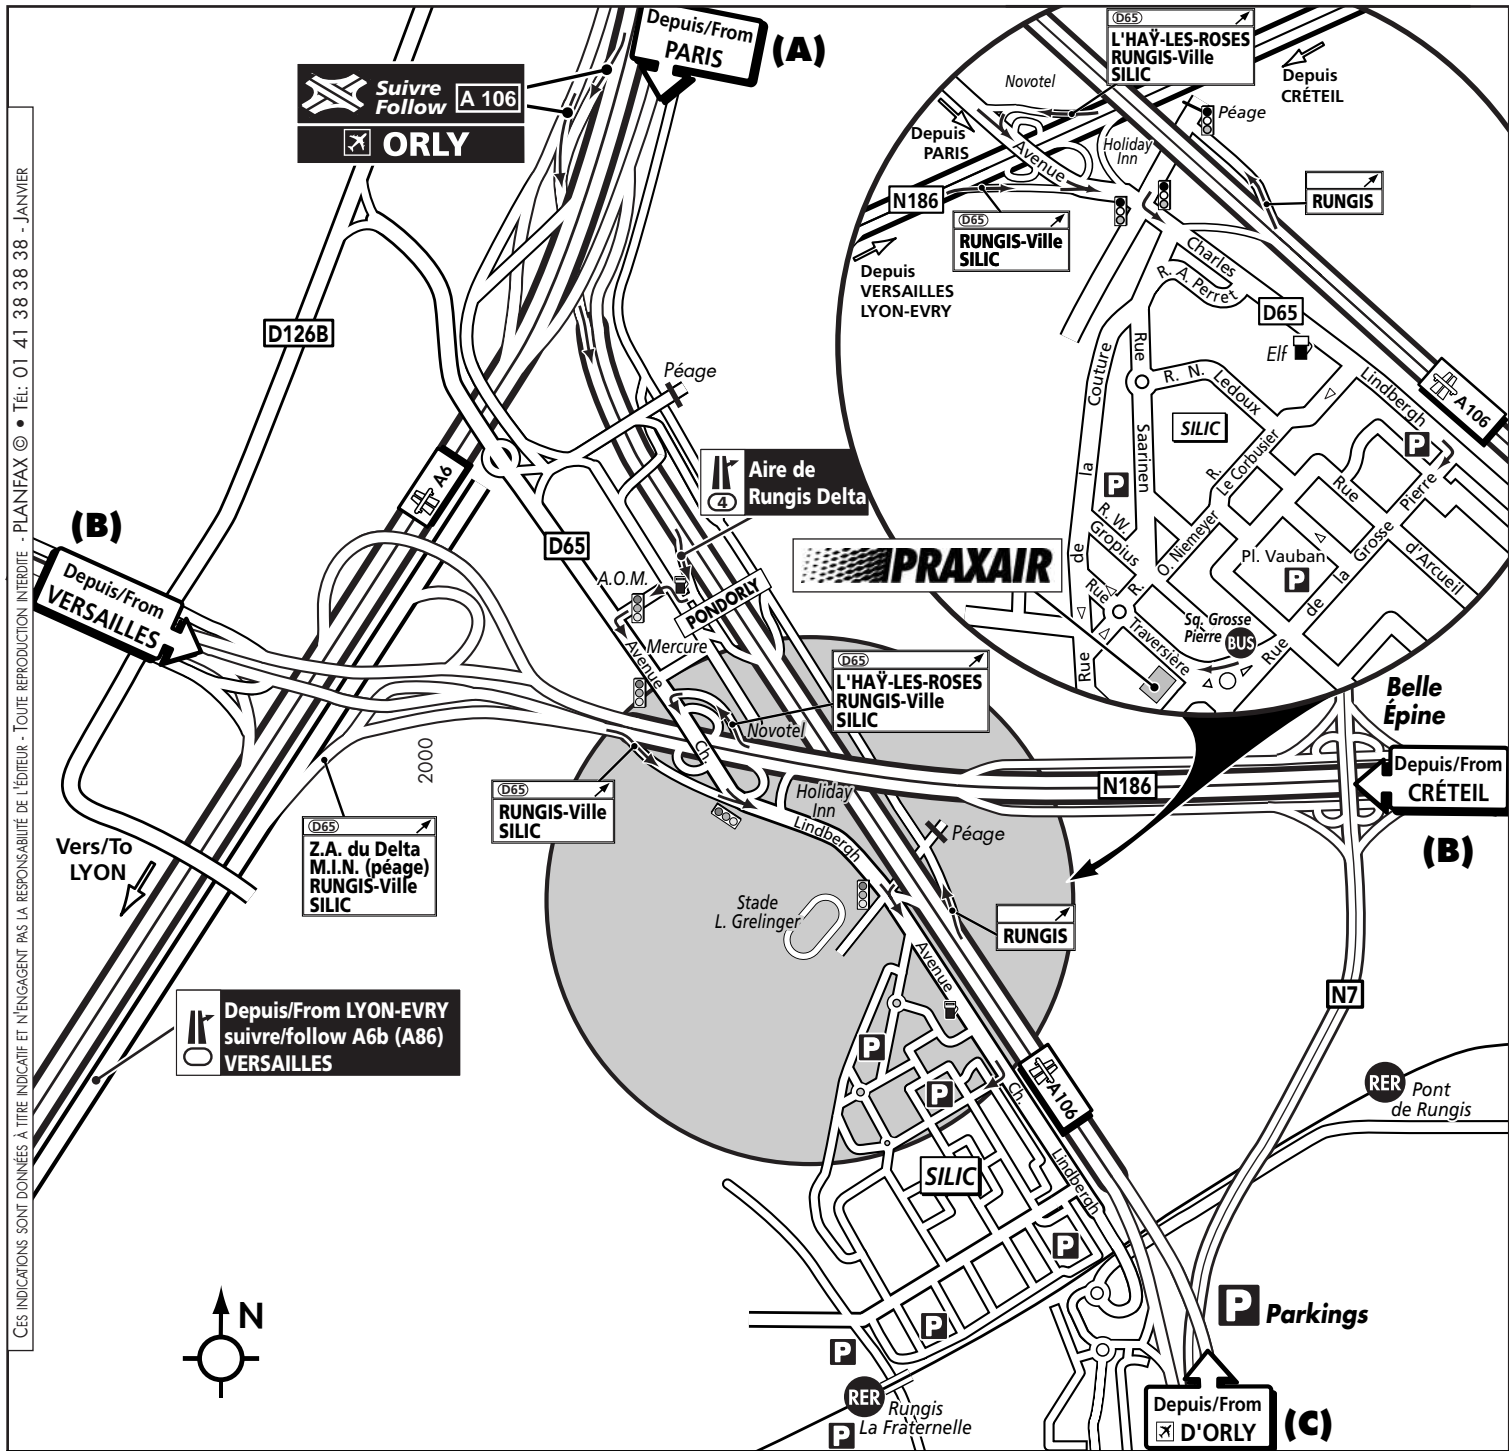 Depuis/From
PARIS
(A)
Suivre
Follow
A 106
ORLY
D65
L'HAŸ-LES-ROSES
RUNGIS-Ville
SILIC
Depuis
CRÉTEIL
Novotel
Péage
Depuis
PARIS
Avenue
Holiday
Inn
N186
RUNGIS
D65
RUNGIS-Ville
SILIC
Charles
R. A. Perret
Depuis
VERSAILLES
LYON-EVRY
D65
Elf
Rue
Couture
R. N. Ledoux
Lindbergh
A106
SILIC
Saarinen
R.
Le Corbusier
P
Rue
Pierre
la
P
R. W.
Gropius
O. Niemeyer
R.
Pl. Vauban
P
Grosse
d'Arcueil
la
de
de
Rue
Traversière
Sq. Grosse
Pierre
BUS
Rue
Rue
D126B
Péage
A6
4
Aire de
Rungis Delta
D65
PRAXAIR
A.O.M.
PONDORLY
(B)
Depuis/From
VERSAILLES
Avenue
Mercure
D65
L'HAŸ-LES-ROSES
RUNGIS-Ville
SILIC
Belle
Épine
Ch.
Novotel
2000
D65
RUNGIS-Ville
SILIC
Holiday
Inn
N186
Depuis/From
CRÉTEIL
(B)
Lindbergh
Péage
D65
Z.A. du Delta
M.I.N. (péage)
RUNGIS-Ville
SILIC
Vers/To
LYON
Stade
L. Grelinger
RUNGIS
Avenue
N7
Depuis/From LYON-EVRY
suivre/follow A6b (A86)
VERSAILLES
P
P
Ch.
A106
RER
Pont
de Rungis
SILIC
Lindbergh
P
N
P
P
P Parkings
RER
Rungis
La Fraternelle
P
Depuis/From
D'ORLY
(C)
CES INDICATIONS SONT DONNÉES À TITRE INDICATIF ET N'ENGAGENT PAS LA RESPONSABILITÉ DE L'ÉDITEUR - TOUTE REPRODUCTION INTERDITE - PLANFAX © • TÉL: 01 41 38 38 38 - JANVIER